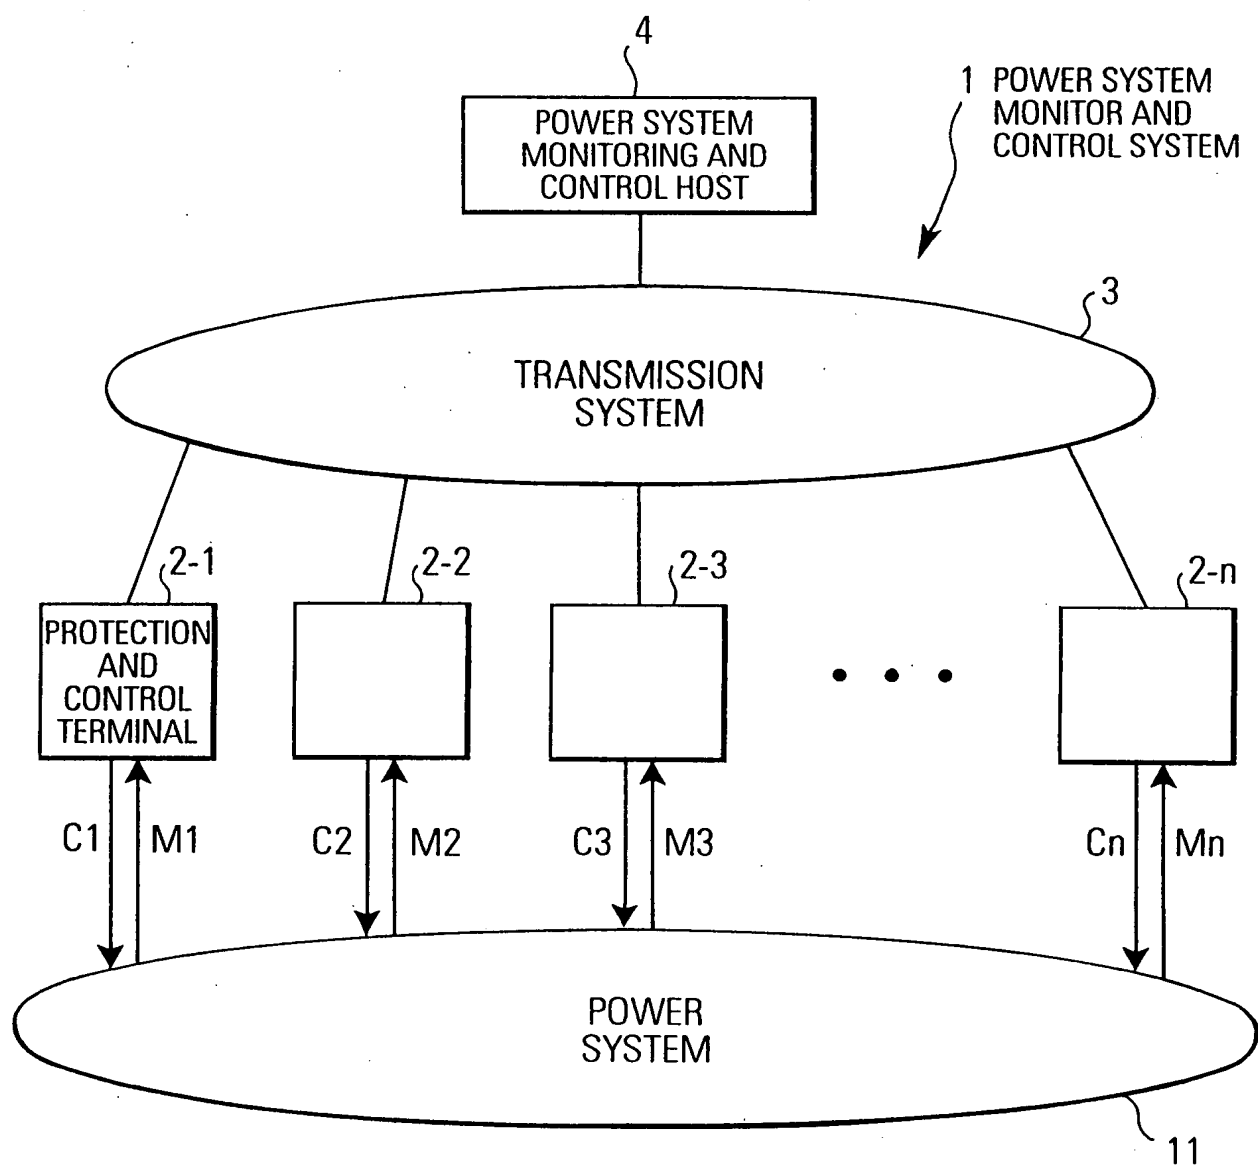 4
POWER SYSTEM
MONITORING AND
CONTROL HOST
1 POWER SYSTEM
MONITOR AND
CONTROL SYSTEM
3
TRANSMISSION
SYSTEM
2-1
2-2
2-3
2-n
PROTECTION
AND
CONTROL
TERMINAL
C1
M1
C2
M2
C3
M3
Cn
Mn
POWER
SYSTEM
11